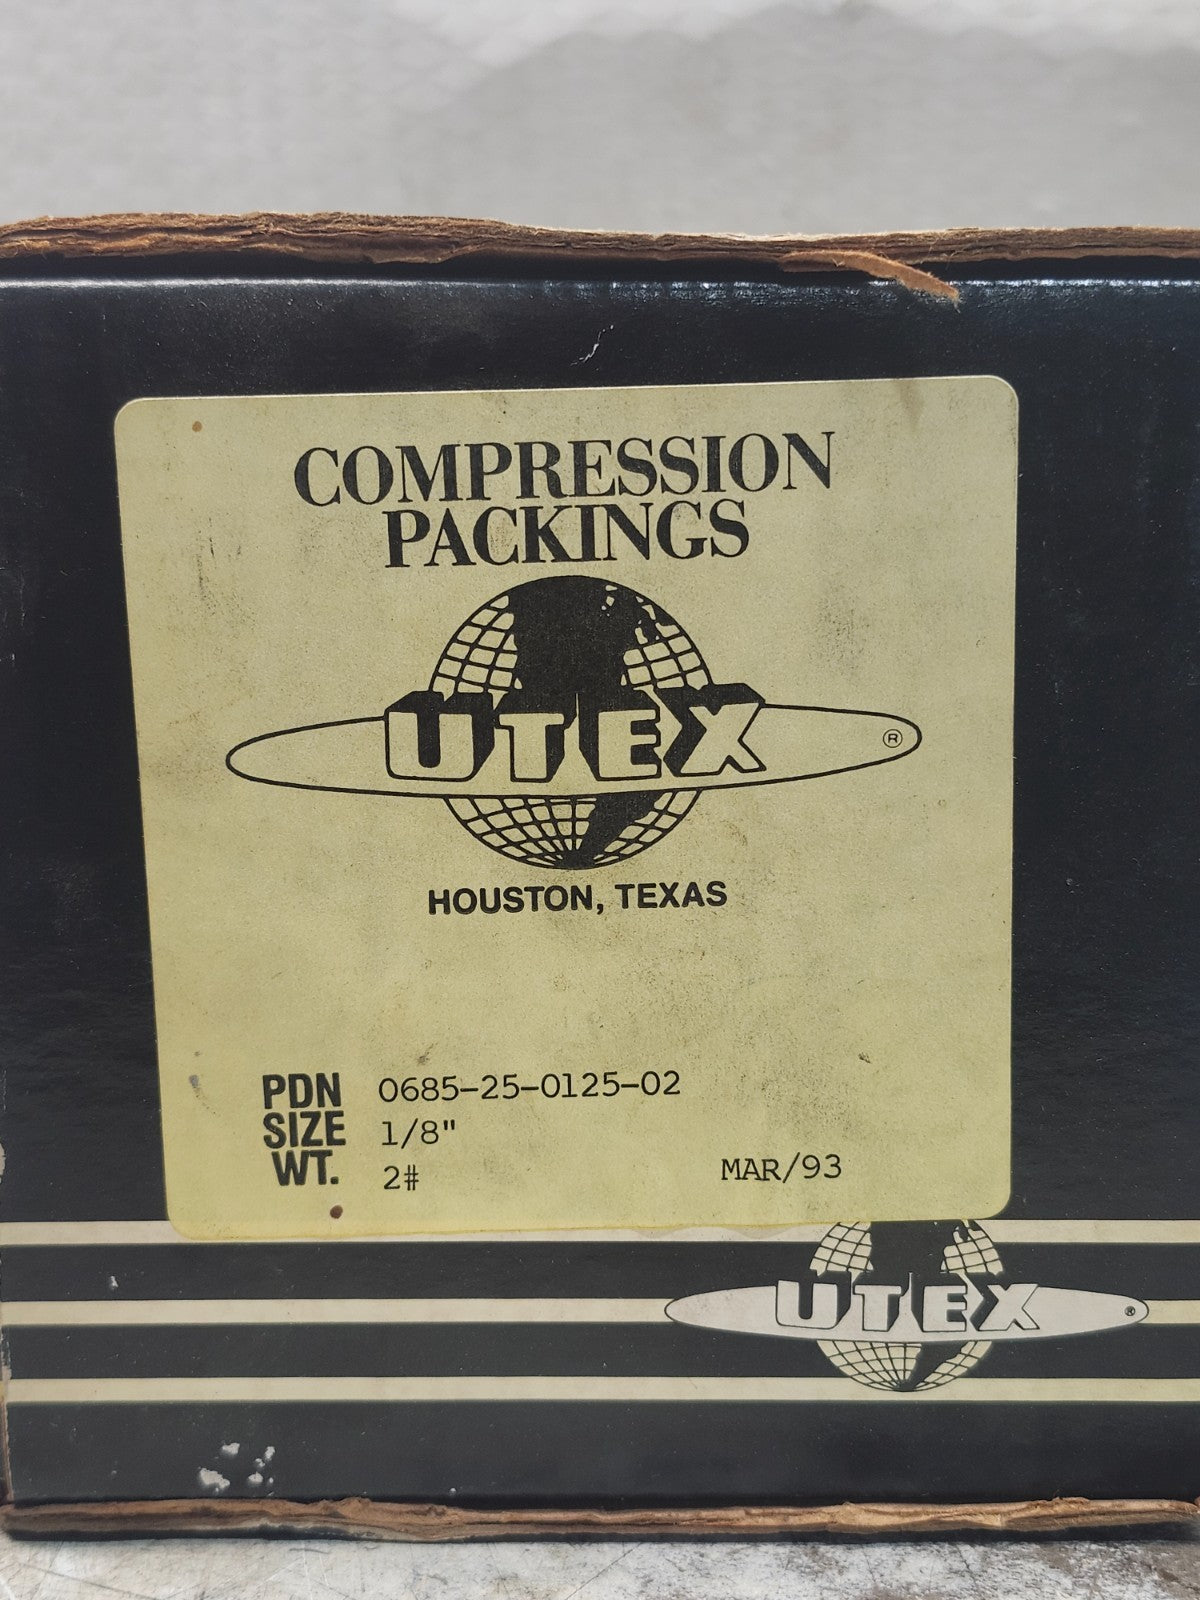 COMPRESSION
PACKINGS
UTEX ®
HOUSTON, TEXAS
PDN 0685-25-0125-02
SIZE 1/8"
WT. 2# MAR/93
UTEX ®